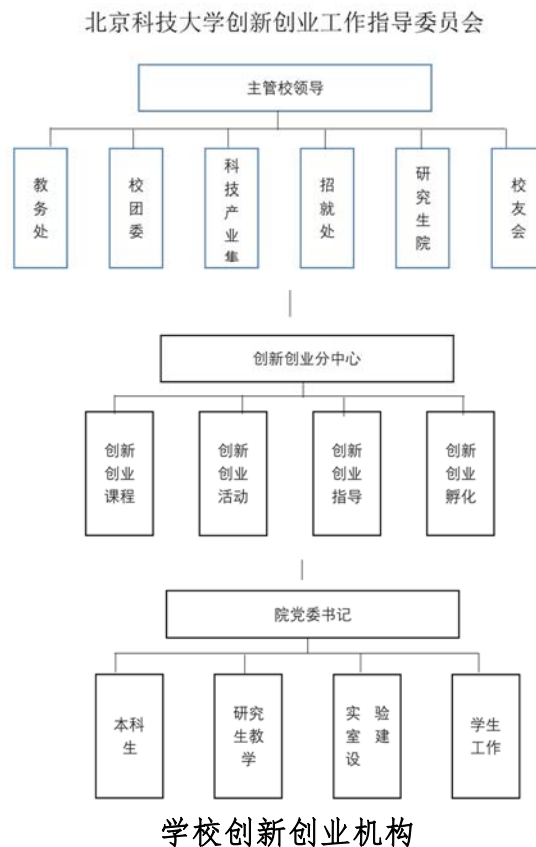 北京科技大学创新创业工作指导委员会
主管校领导
教务处
校团委
科技产业集
招就处
研究生院
校友会
创新创业分中心
创新
创业
课程
创新
创业
活动
创新
创业
指导
创新
创业
孵化
院党委书记
本科
生
研究
生教
学
实 验
室 建
设
学生
工作
学校创新创业机构